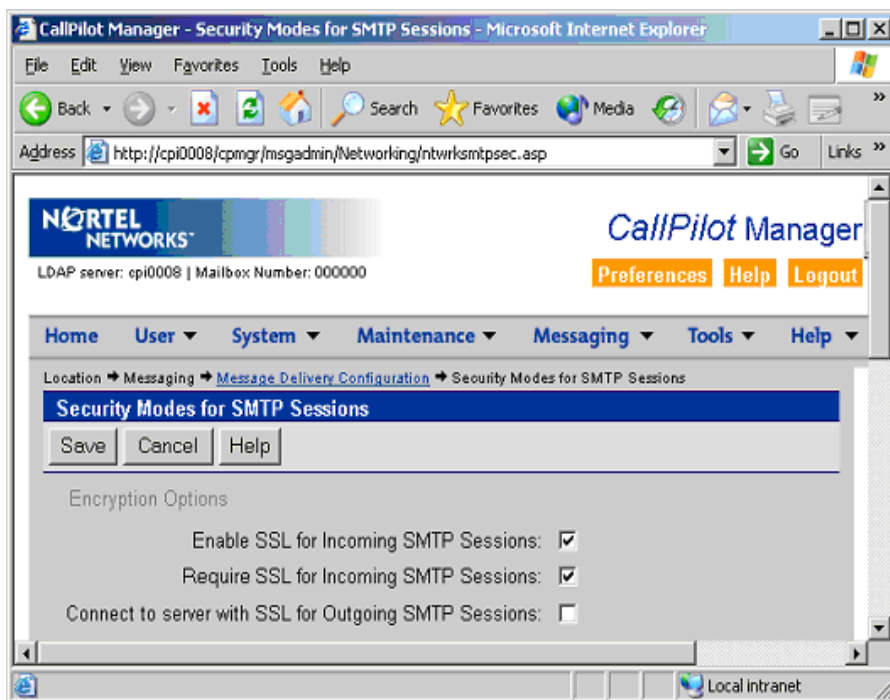 CallPilot Manager - Security Modes for SMTP Sessions - Microsoft Internet Explorer
File Edit View Favorites Tools Help
Back Search Favorites Media »
Address http://cpi0008/cpmgr/msgadmin/Networking/ntwrksmtpsec.asp Go Links »
NORTEL
NETWORKS™
CallPilot Manager
LDAP server: cpi0008 | Mailbox Number: 000000
Preferences Help Logout
Home User System Maintenance Messaging Tools Help
Location ➔ Messaging ➔ Message Delivery Configuration ➔ Security Modes for SMTP Sessions
Security Modes for SMTP Sessions
Save Cancel Help
Encryption Options
Enable SSL for Incoming SMTP Sessions:
Require SSL for Incoming SMTP Sessions:
Connect to server with SSL for Outgoing SMTP Sessions:
Local intranet